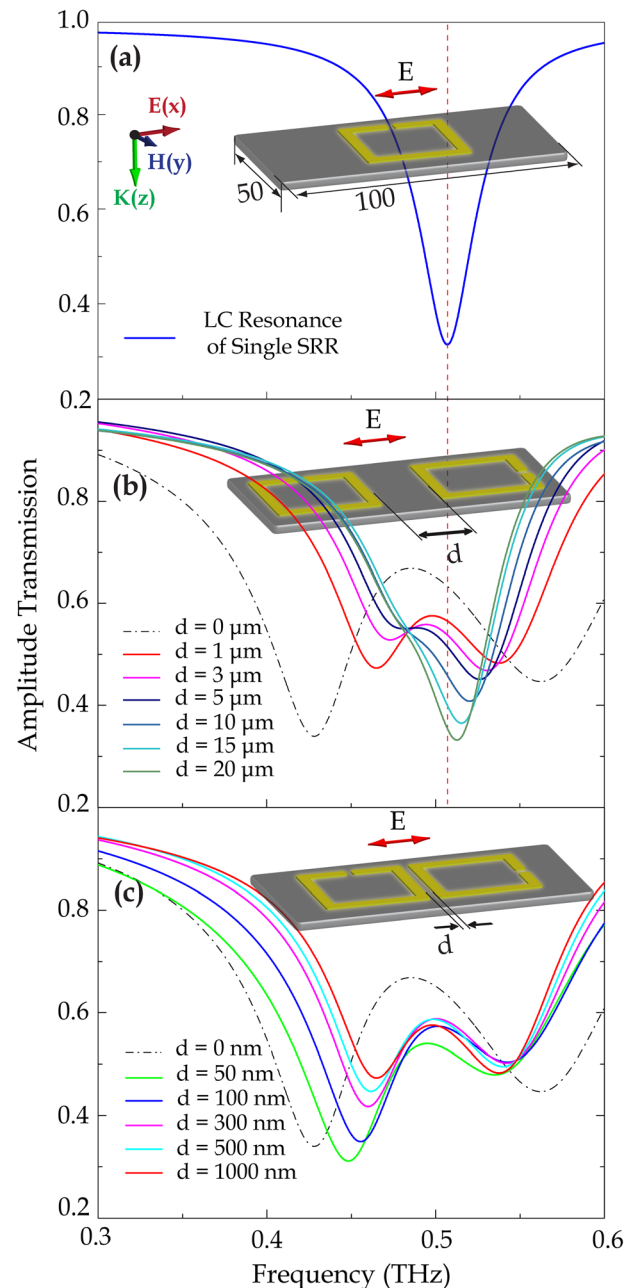 1.0
(a)
E
0.8
E(x)
H(y)
K(z)
50
100
0.6
0.4
LC Resonance
of Single SRR
0.2
Amplitude Transmission
E
(b)
0.8
d
0.6
d = 0 µm
d = 1 µm
d = 3 µm
d = 5 µm
d = 10 µm
d = 15 µm
d = 20 µm
0.4
0.2
E
(c)
0.8
d
0.6
d = 0 nm
d = 50 nm
d = 100 nm
d = 300 nm
d = 500 nm
d = 1000 nm
0.4
0.2
0.3 0.4 0.5 0.6
Frequency (THz)